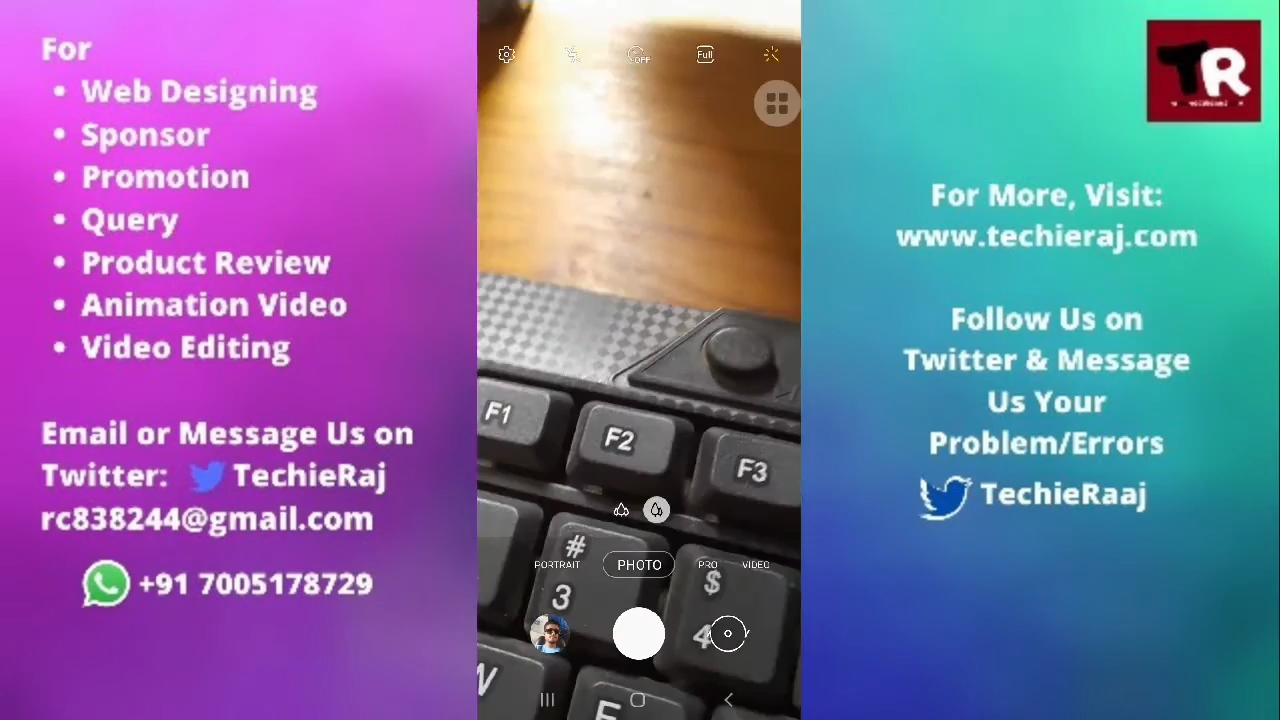 For
• Web Designing
• Sponsor
• Promotion
• Query
• Product Review
• Animation Video
• Video Editing
Email or Message Us on
Twitter: TechieRaj
rc838244@gmail.com
+91 7005178729
OFF
Full
F1
F2
F3
#
3
$
4
W
E
PORTRAIT
PHOTO
PRO
VIDEO
TR
For More, Visit:
www.techieraj.com
Follow Us on
Twitter & Message
Us Your
Problem/Errors
TechieRaaj